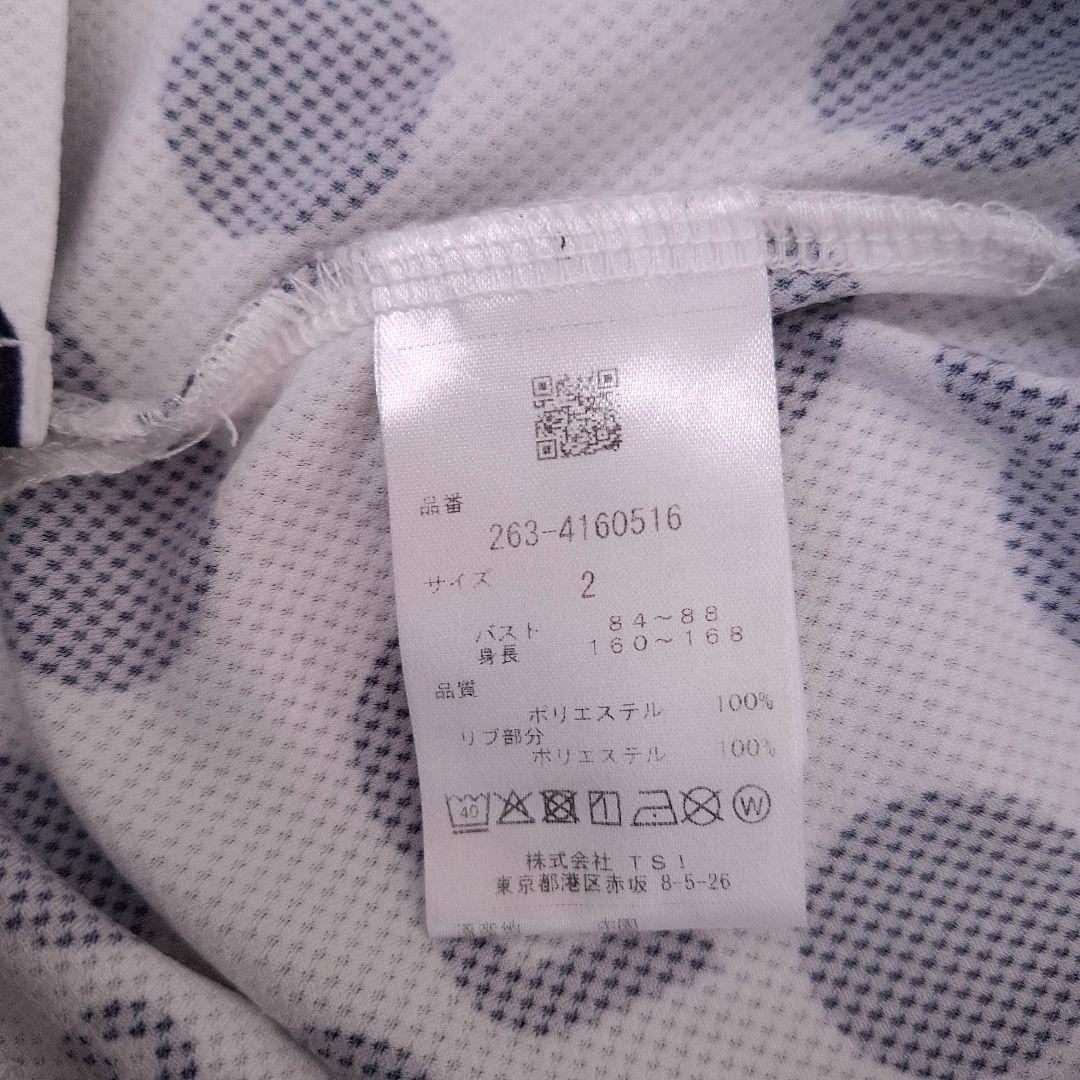 品番
263-4160516
サイズ 2
バスト 84～88
身長 160～168
品質
ポリエステル 100%
リブ部分
ポリエステル 100%
40 W
株式会社 TSI
東京都港区赤坂 8-5-26